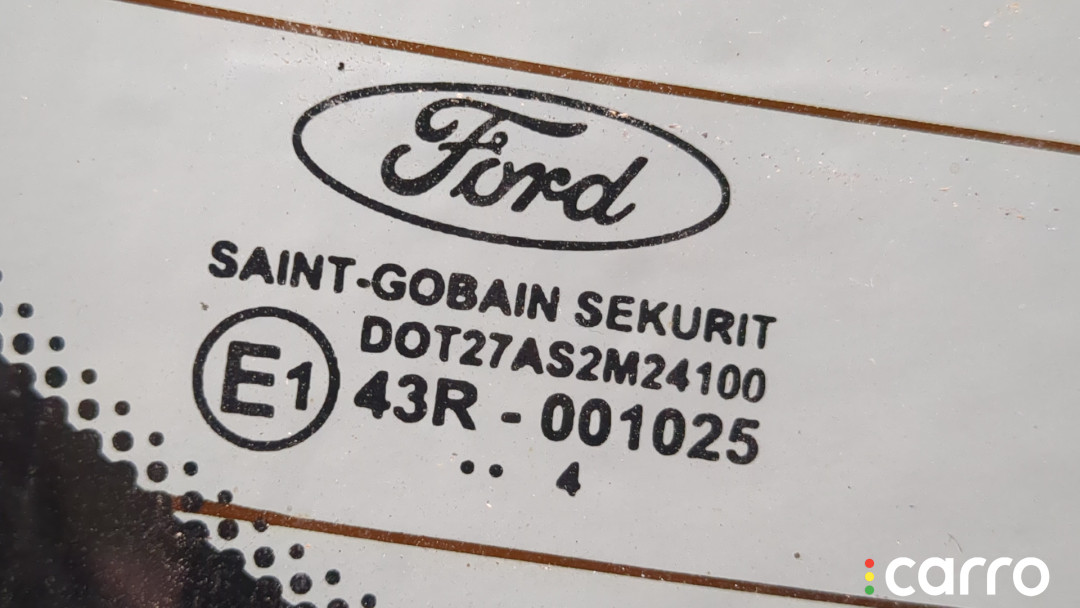 Ford
SAINT-GOBAIN SEKURIT
DOT27AS2M24100
E1
43R - 001025
.. 4
carro